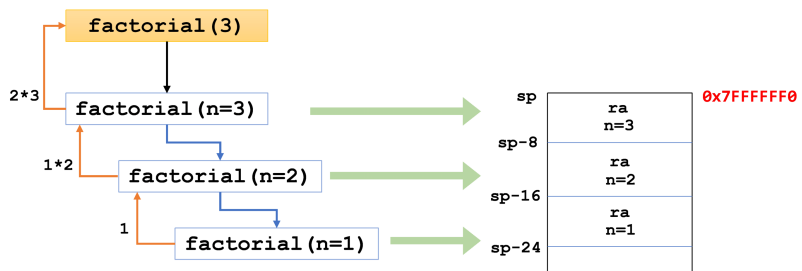 factorial(3)
2*3
factorial(n=3)
1*2
factorial(n=2)
1
factorial(n=1)
sp
0x7FFFFFF0
ra
n=3
sp-8
ra
n=2
sp-16
ra
n=1
sp-24